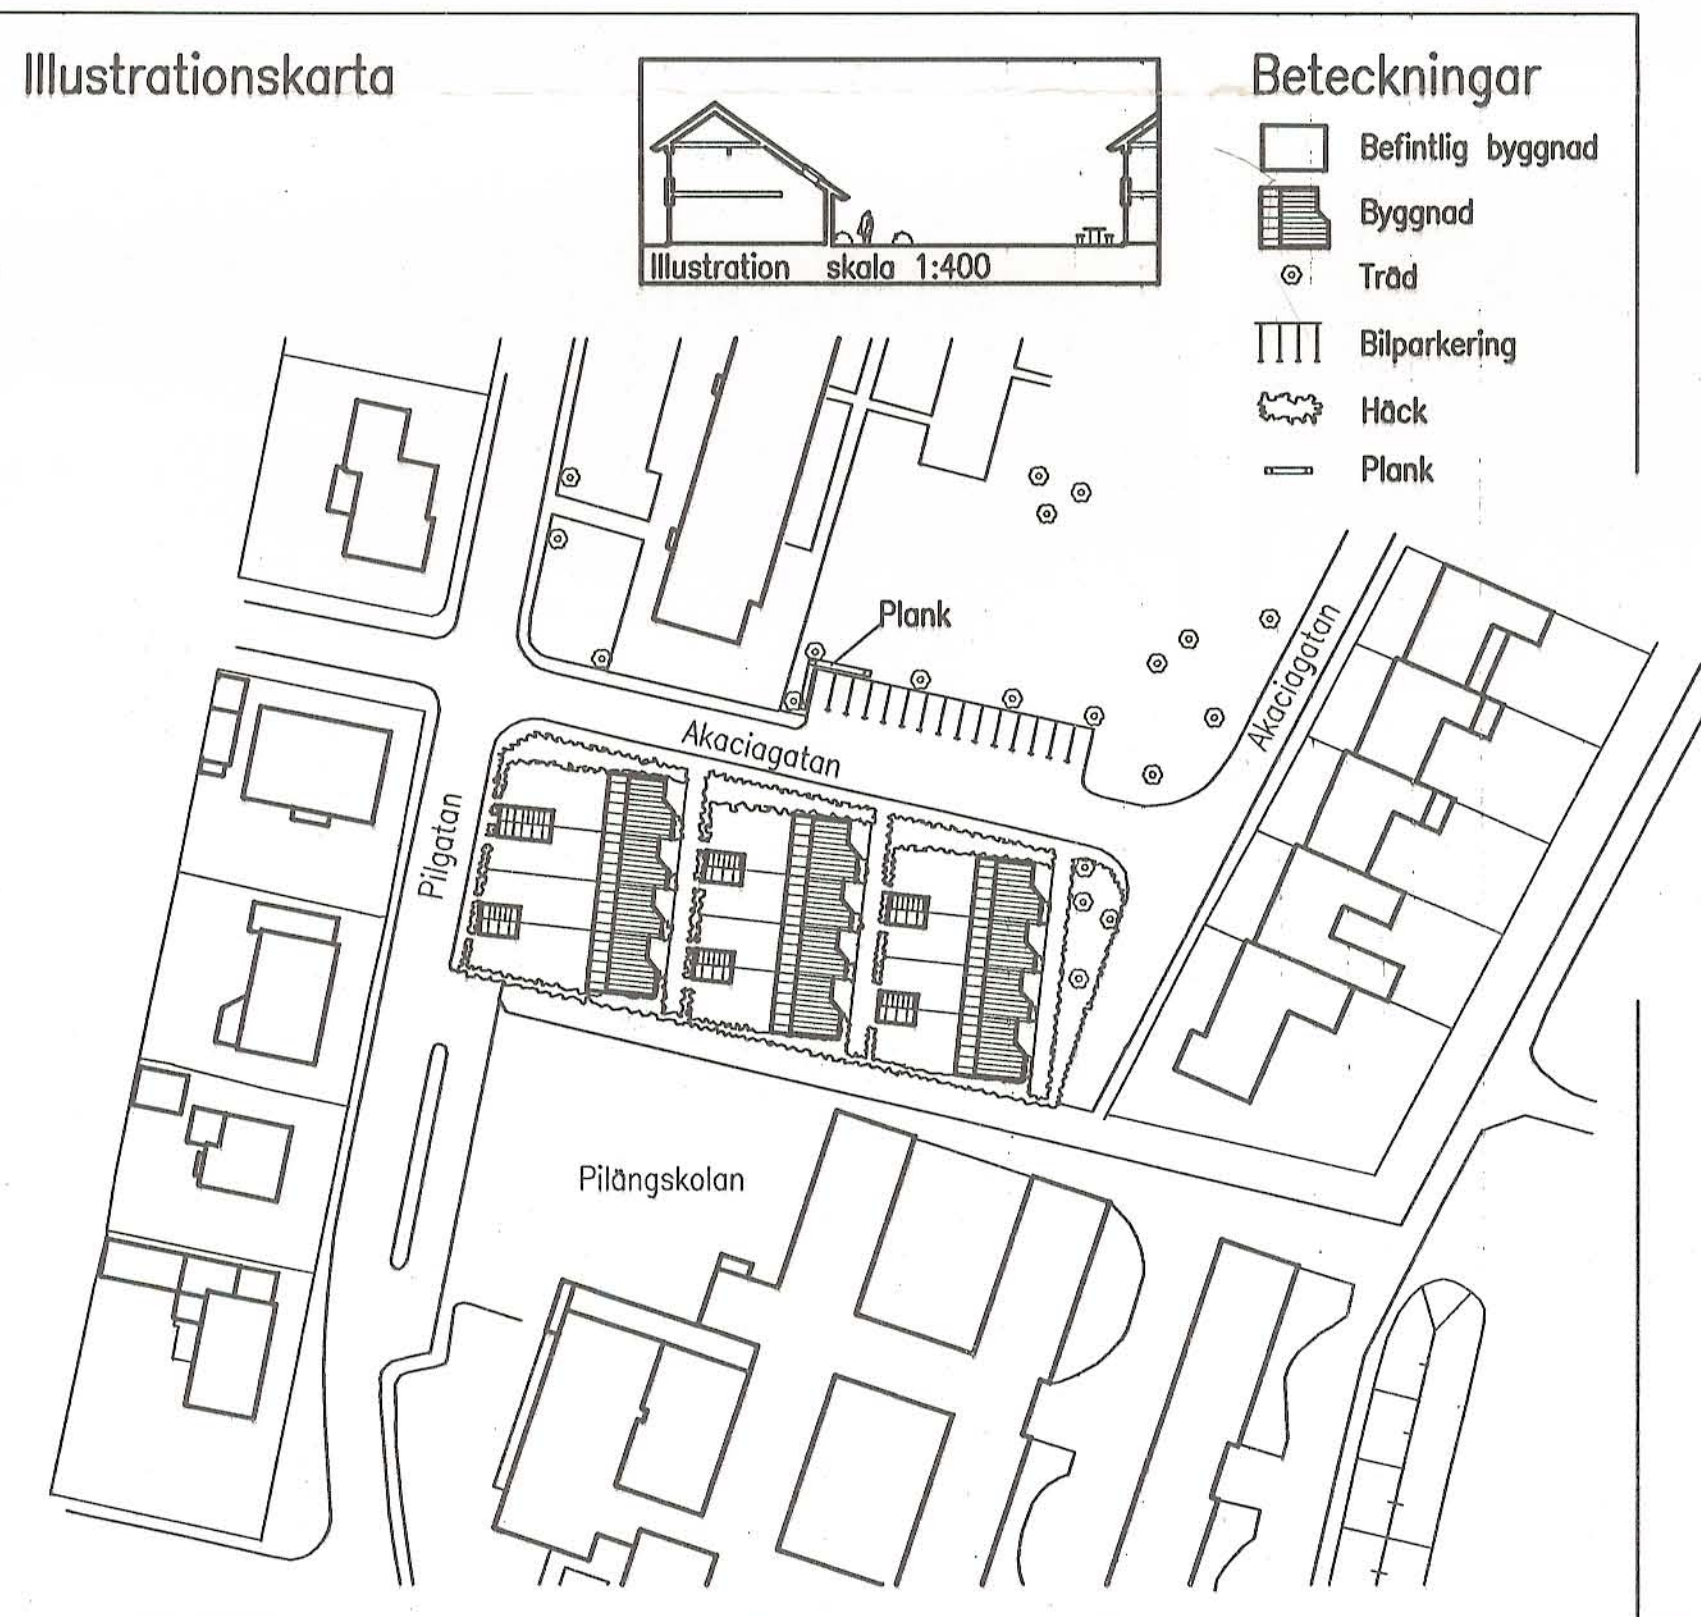 Illustrationskarta
Illustration skala 1:400
Beteckningar
Befintlig byggnad
Byggnad
Träd
Bilparkering
Häck
Plank
Plank
Akaciagatan
Akaciagatan
Pilgatan
Pilängskolan